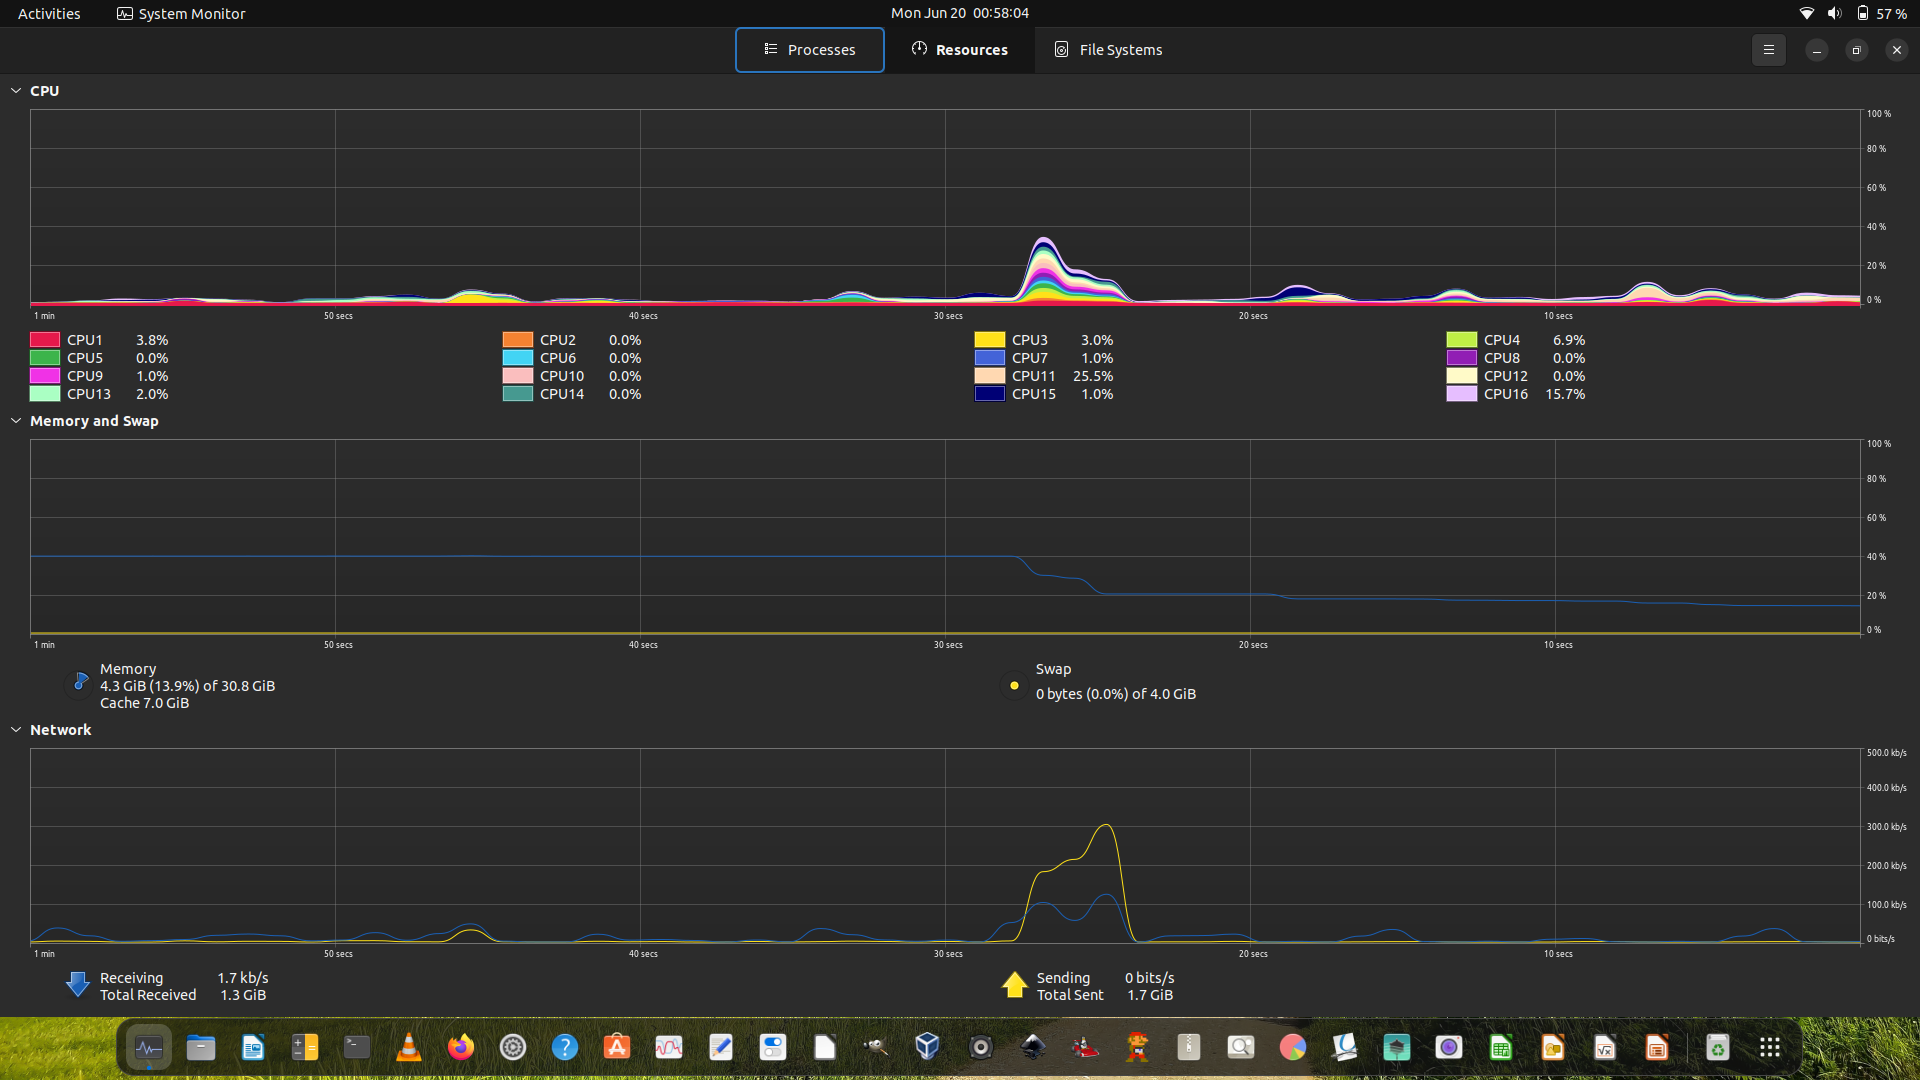 Activities System Monitor Mon Jun 20 00:58:04 57 %
Processes Resources File Systems
CPU
100 %
80 %
60 %
40 %
20 %
0 %
1 min 50 secs 40 secs 30 secs 20 secs 10 secs
CPU1 3.8% CPU2 0.0% CPU3 3.0% CPU4 6.9%
CPU5 0.0% CPU6 0.0% CPU7 1.0% CPU8 0.0%
CPU9 1.0% CPU10 0.0% CPU11 25.5% CPU12 0.0%
CPU13 2.0% CPU14 0.0% CPU15 1.0% CPU16 15.7%
Memory and Swap
100 %
80 %
60 %
40 %
20 %
0 %
1 min 50 secs 40 secs 30 secs 20 secs 10 secs
Memory Swap
4.3 GiB (13.9%) of 30.8 GiB 0 bytes (0.0%) of 4.0 GiB
Cache 7.0 GiB
Network
500.0 kb/s
400.0 kb/s
300.0 kb/s
200.0 kb/s
100.0 kb/s
0 bits/s
1 min 50 secs 40 secs 30 secs 20 secs 10 secs
Receiving 1.7 kb/s Sending 0 bits/s
Total Received 1.3 GiB Total Sent 1.7 GiB